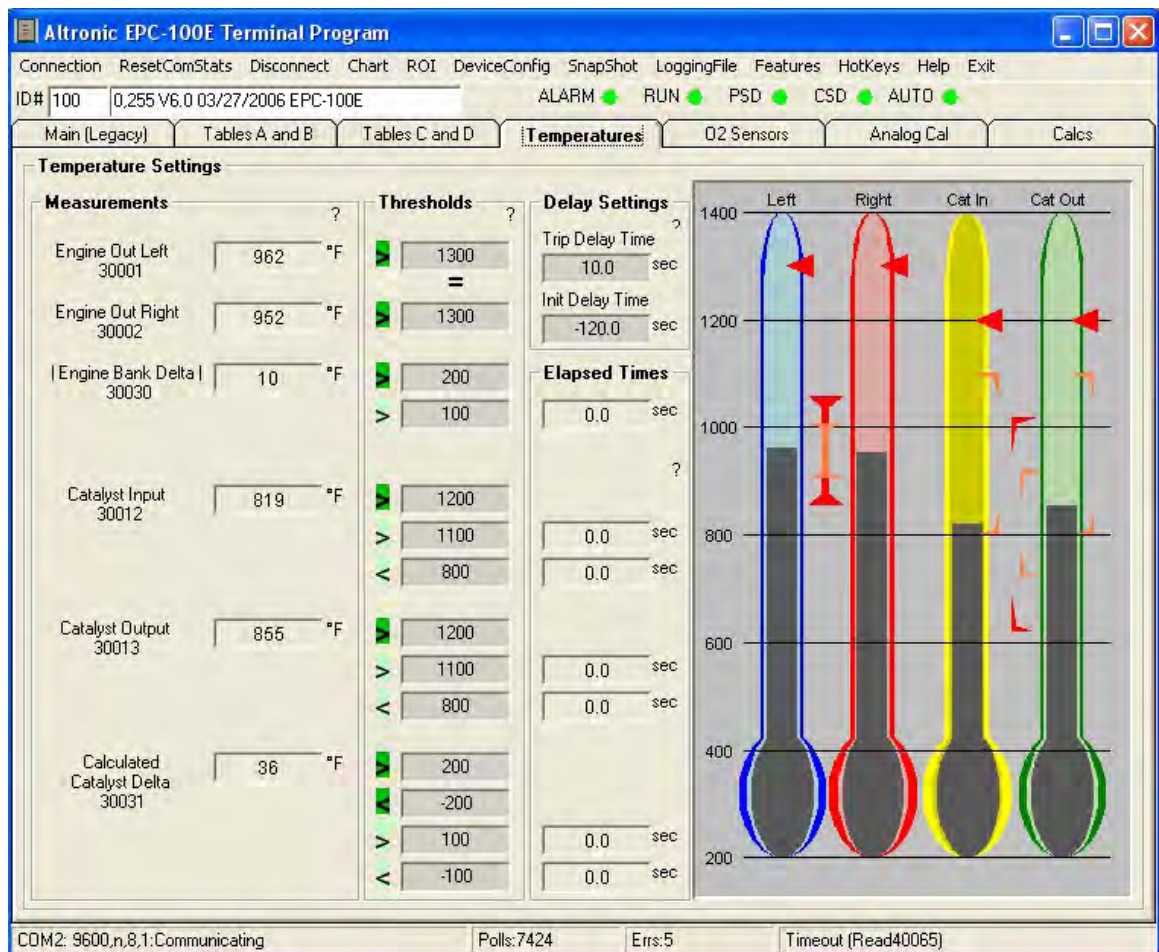 Altronic EPC-100E Terminal Program
Connection ResetComStats Disconnect Chart ROI DeviceConfig SnapShot LoggingFile Features HotKeys Help Exit
ID# 100 0,255 V6.0 03/27/2006 EPC-100E ALARM RUN PSD CSD AUTO
Main (Legacy) Tables A and B Tables C and D Temperatures O2 Sensors Analog Cal Calcs
Temperature Settings
Measurements
?
Engine Out Left
30001
962 °F
Engine Out Right
30002
952 °F
| Engine Bank Delta |
30030
10 °F
Catalyst Input
30012
819 °F
Catalyst Output
30013
855 °F
Calculated
Catalyst Delta
30031
36 °F
Thresholds
?
> 1300
=
> 1300
> 200
> 100
> 1200
> 1100
< 800
> 1200
> 1100
< 800
> 200
< -200
> 100
< -100
Delay Settings
?
Trip Delay Time
10.0 sec
Init Delay Time
-120.0 sec
Elapsed Times
0.0 sec
?
0.0 sec
0.0 sec
0.0 sec
0.0 sec
0.0 sec
0.0 sec
Left Right Cat In Cat Out
1400
1200
1000
800
600
400
200
COM2: 9600,n,8,1:Communicating Polls:7424 Errs:5 Timeout (Read40065)